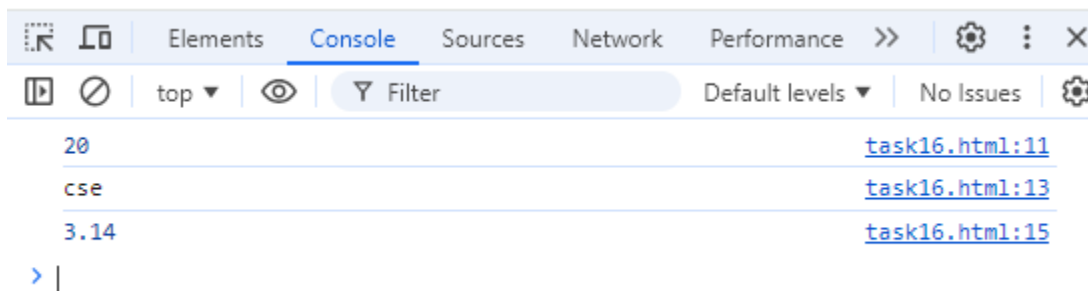 Elements Console Sources Network Performance
top Filter Default levels No Issues
20 task16.html:11
cse task16.html:13
3.14 task16.html:15